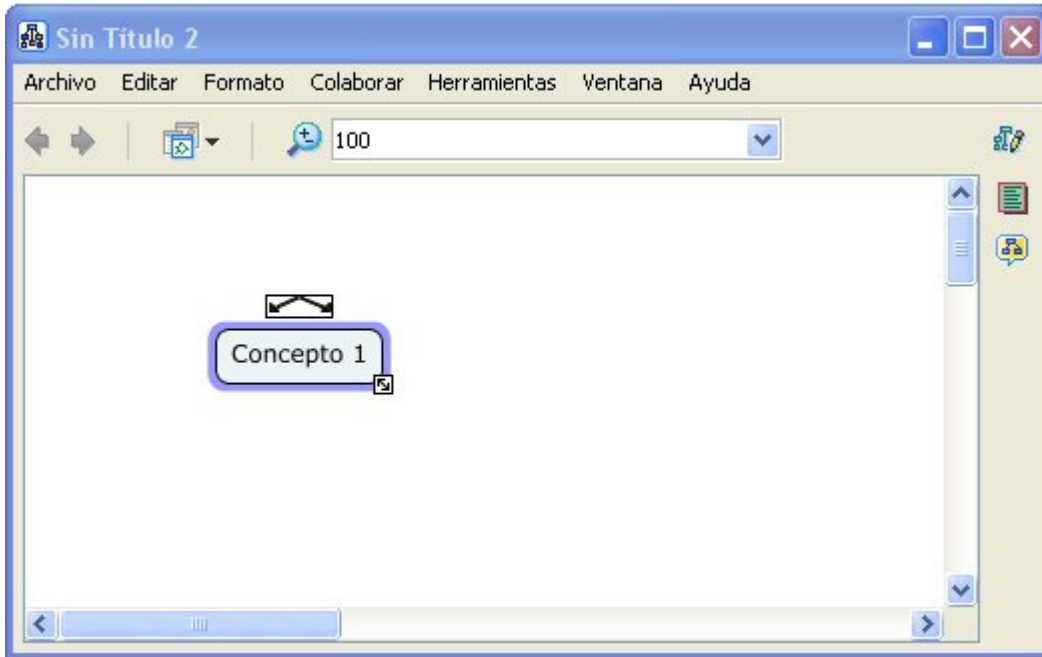 Sin Título 2
Archivo Editar Formato Colaborar Herramientas Ventana Ayuda
100
Concepto 1